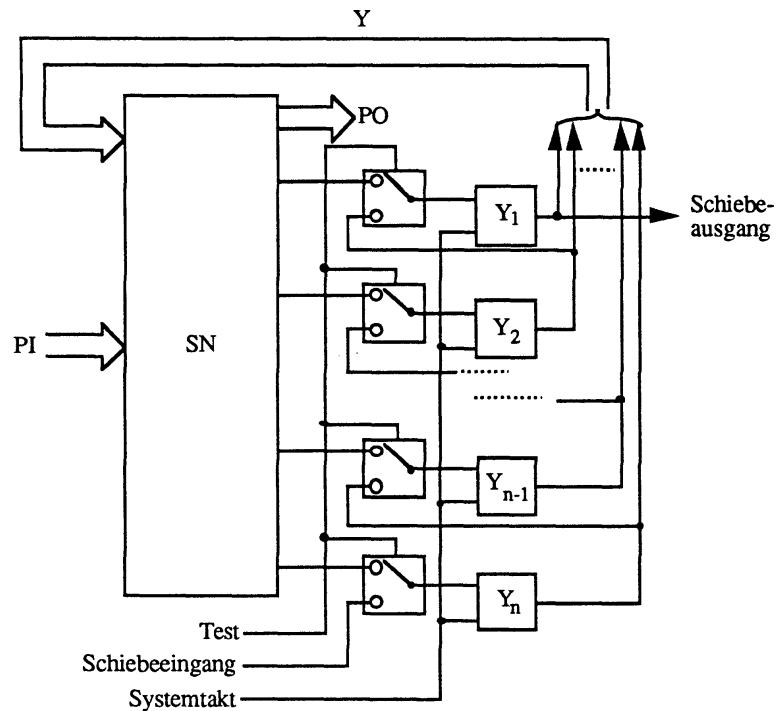 Y
PO
Y1
Schiebe-
ausgang
Y2
PI
SN
Yn-1
Yn
Test
Schiebeeingang
Systemtakt